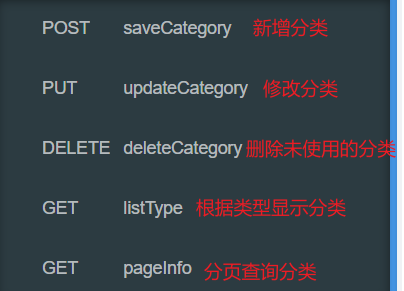 POST saveCategory 新增分类
PUT updateCategory 修改分类
DELETE deleteCategory 删除未使用的分类
GET listType 根据类型显示分类
GET pageInfo 分页查询分类